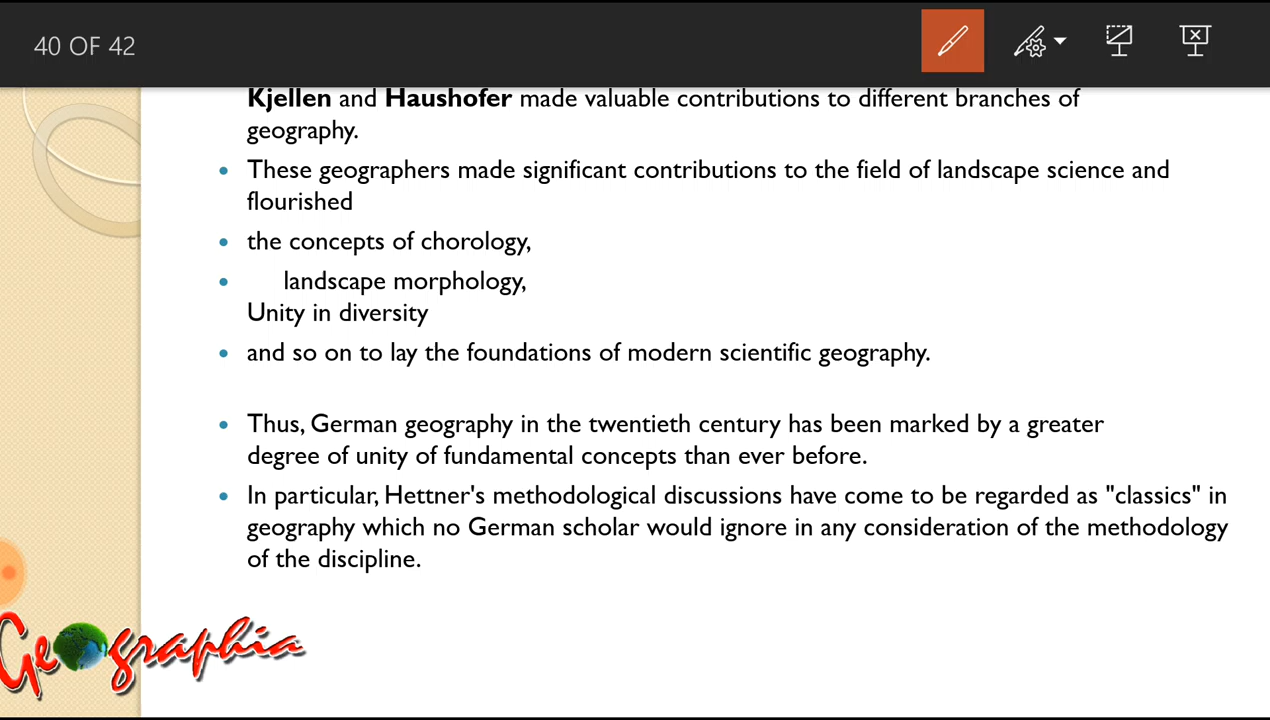 40 OF 42
Kjellen and Haushofer made valuable contributions to different branches of
geography.
• These geographers made significant contributions to the field of landscape science and
flourished
• the concepts of chorology,
• landscape morphology,
Unity in diversity
• and so on to lay the foundations of modern scientific geography.
• Thus, German geography in the twentieth century has been marked by a greater
degree of unity of fundamental concepts than ever before.
• In particular, Hettner's methodological discussions have come to be regarded as "classics" in
geography which no German scholar would ignore in any consideration of the methodology
of the discipline.
Geographia